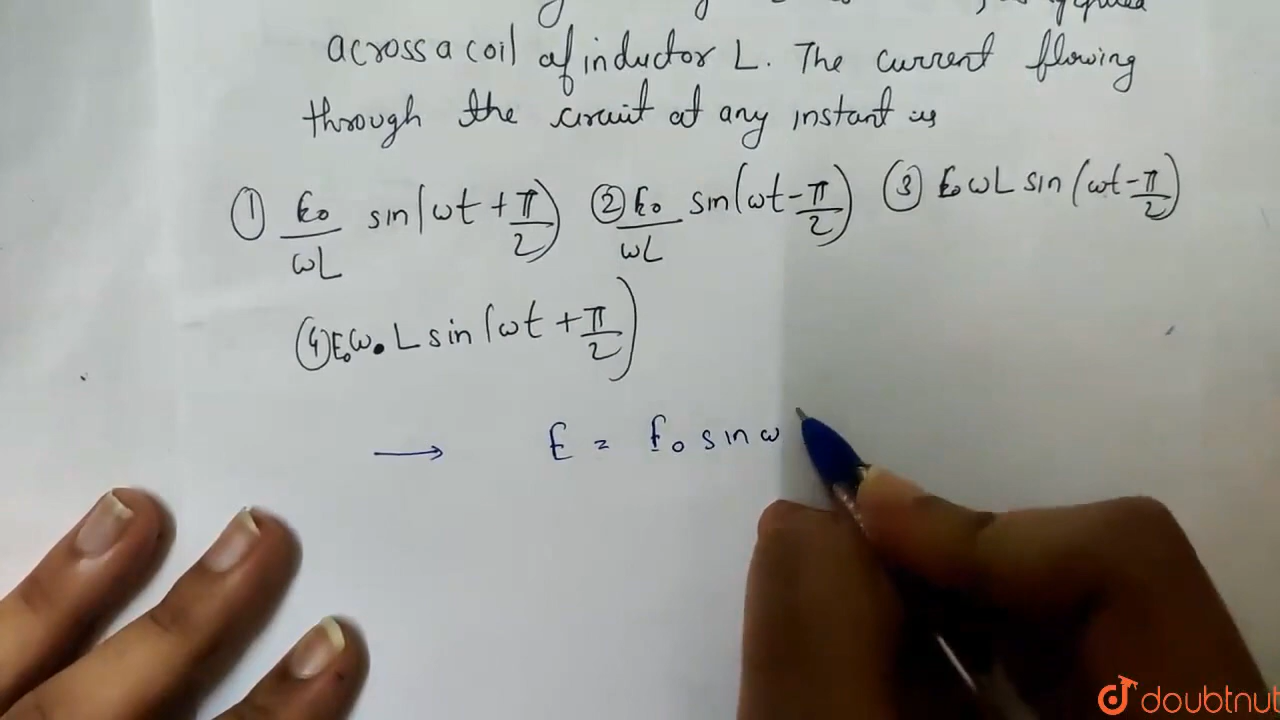 across a coil of inductor L. The current flowing
through the circuit at any instant is
① E₀/ωL sin(ωt + π/2) ② E₀/ωL sin(ωt - π/2) ③ E₀ωL sin(ωt - π/2)
④ E₀ω.L sin(ωt + π/2)
→ E = E₀ sin ω
doubtnut